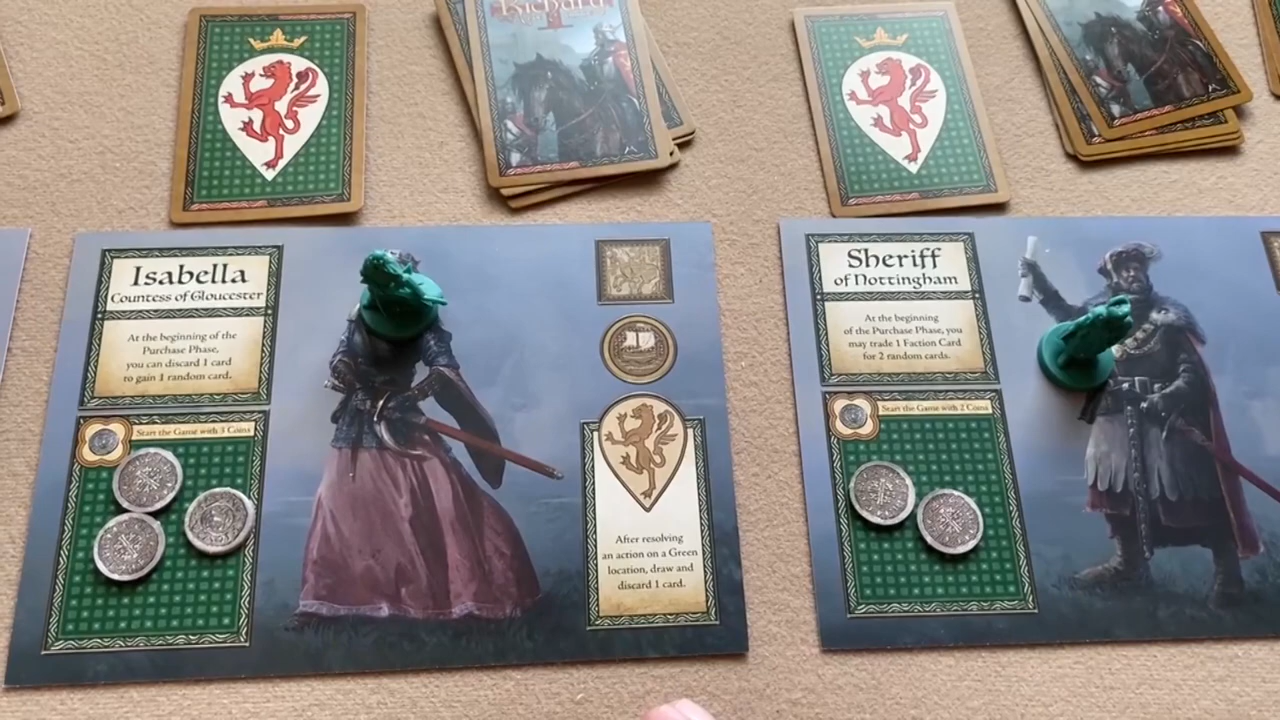 Richard
Isabella
Countess of Gloucester
At the beginning of the
Purchase Phase,
you can discard 1 card
to gain 1 random card.
Start the Game with 3 Coins
After resolving
an action on a Green
location, draw and
discard 1 card.
Sheriff
of Nottingham
At the beginning
of the Purchase Phase, you
may trade 1 Faction Card
for 2 random cards.
Start the Game with 2 Coins